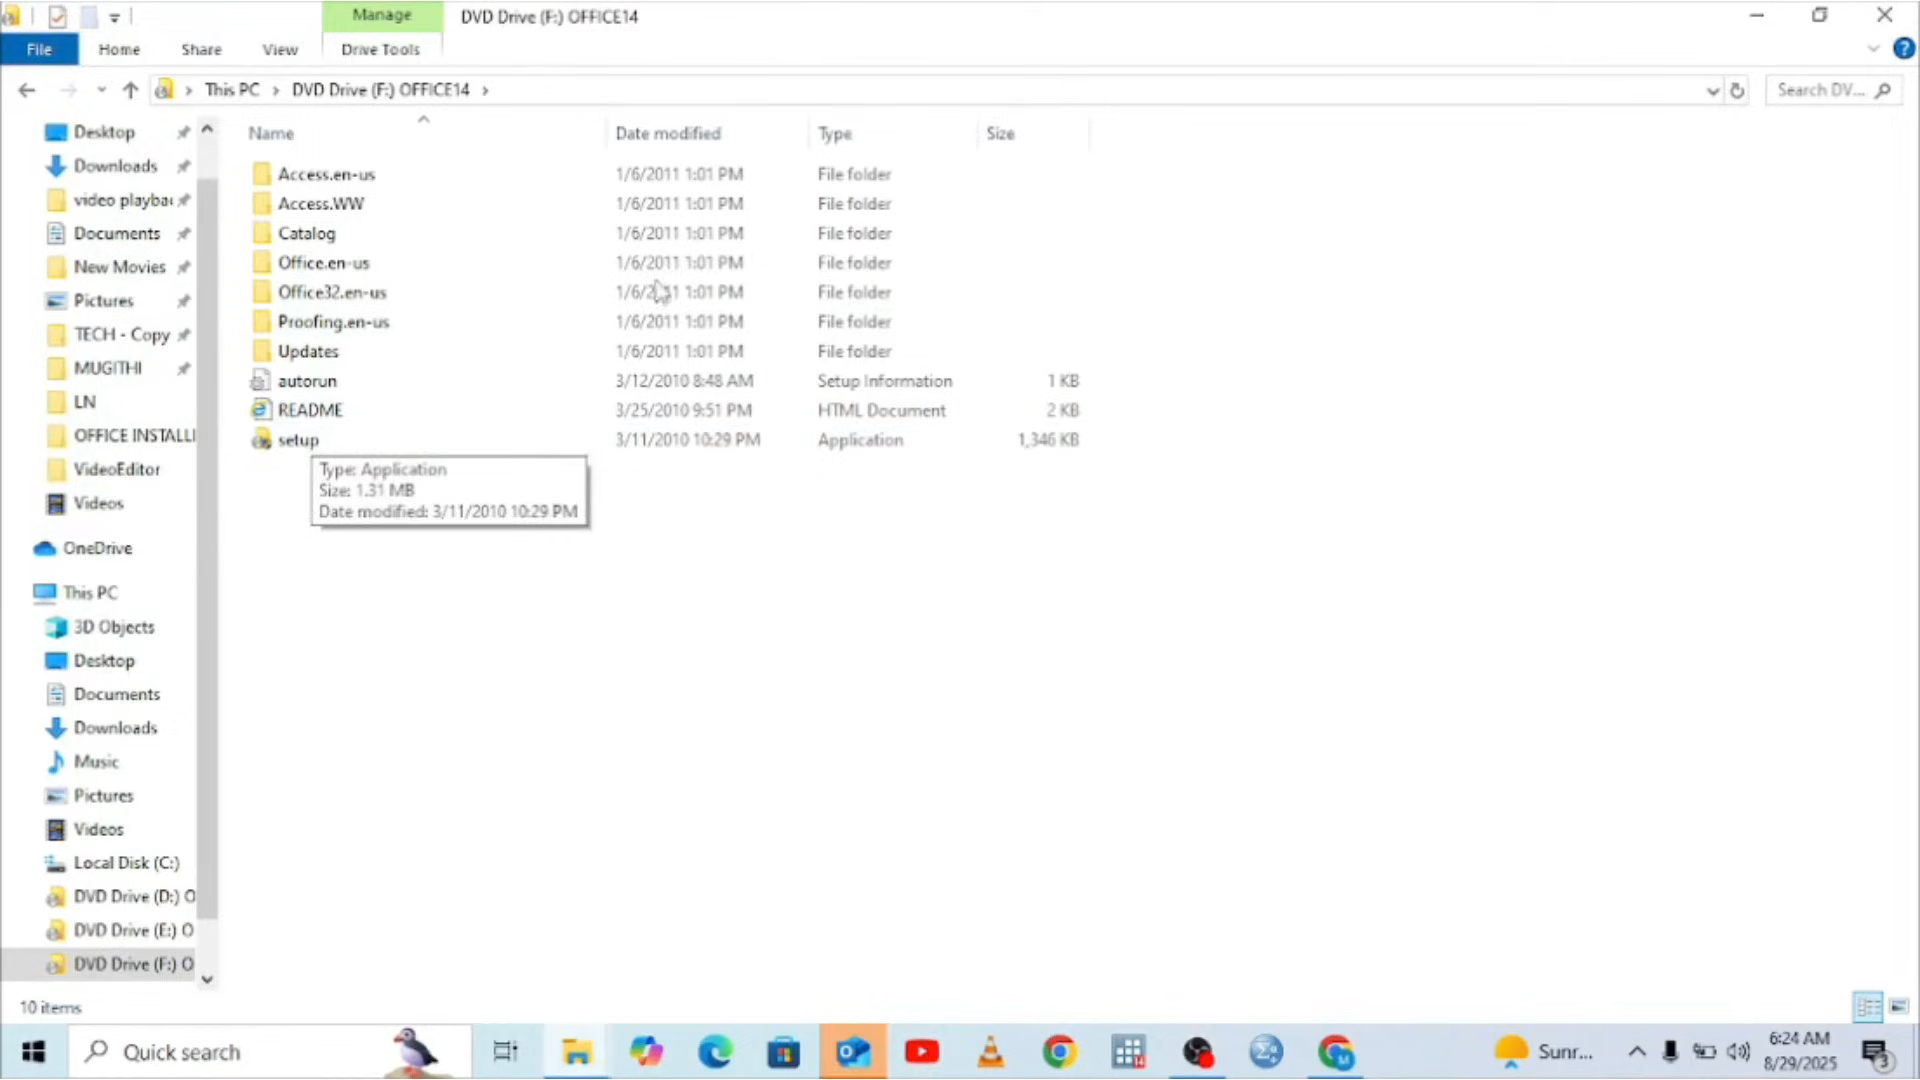 Manage
DVD Drive (F:) OFFICE14
File
Home
Share
View
Drive Tools
This PC > DVD Drive (F:) OFFICE14 >
Search DV...
Name
Date modified
Type
Size
Access.en-us 1/6/2011 1:01 PM File folder
Access.WW 1/6/2011 1:01 PM File folder
Catalog 1/6/2011 1:01 PM File folder
Office.en-us 1/6/2011 1:01 PM File folder
Office32.en-us 1:01 PM File folder
Proofing.en-us 1/6/2011 1:01 PM File folder
Updates 1/6/2011 1:01 PM File folder
autorun 3/12/2010 8:48 AM Setup Information 1 KB
README 3/25/2010 9:51 PM HTML Document 2 KB
setup 3/11/2010 10:29 PM Application 1,346 KB
Type: Application
Size: 1.31 MB
Date modified: 3/11/2010 10:29 PM
Desktop
Downloads
video playba
Documents
New Movies
Pictures
TECH - Copy
MUGITHI
LN
OFFICE INSTALLI
VideoEditor
Videos
OneDrive
This PC
3D Objects
Desktop
Documents
Downloads
Music
Pictures
Videos
Local Disk (C:)
DVD Drive (D:) O
DVD Drive (E:) O
DVD Drive (F:) O
10 items
Quick search
14
M
Sunr...
6:24 AM
8/29/2025
3